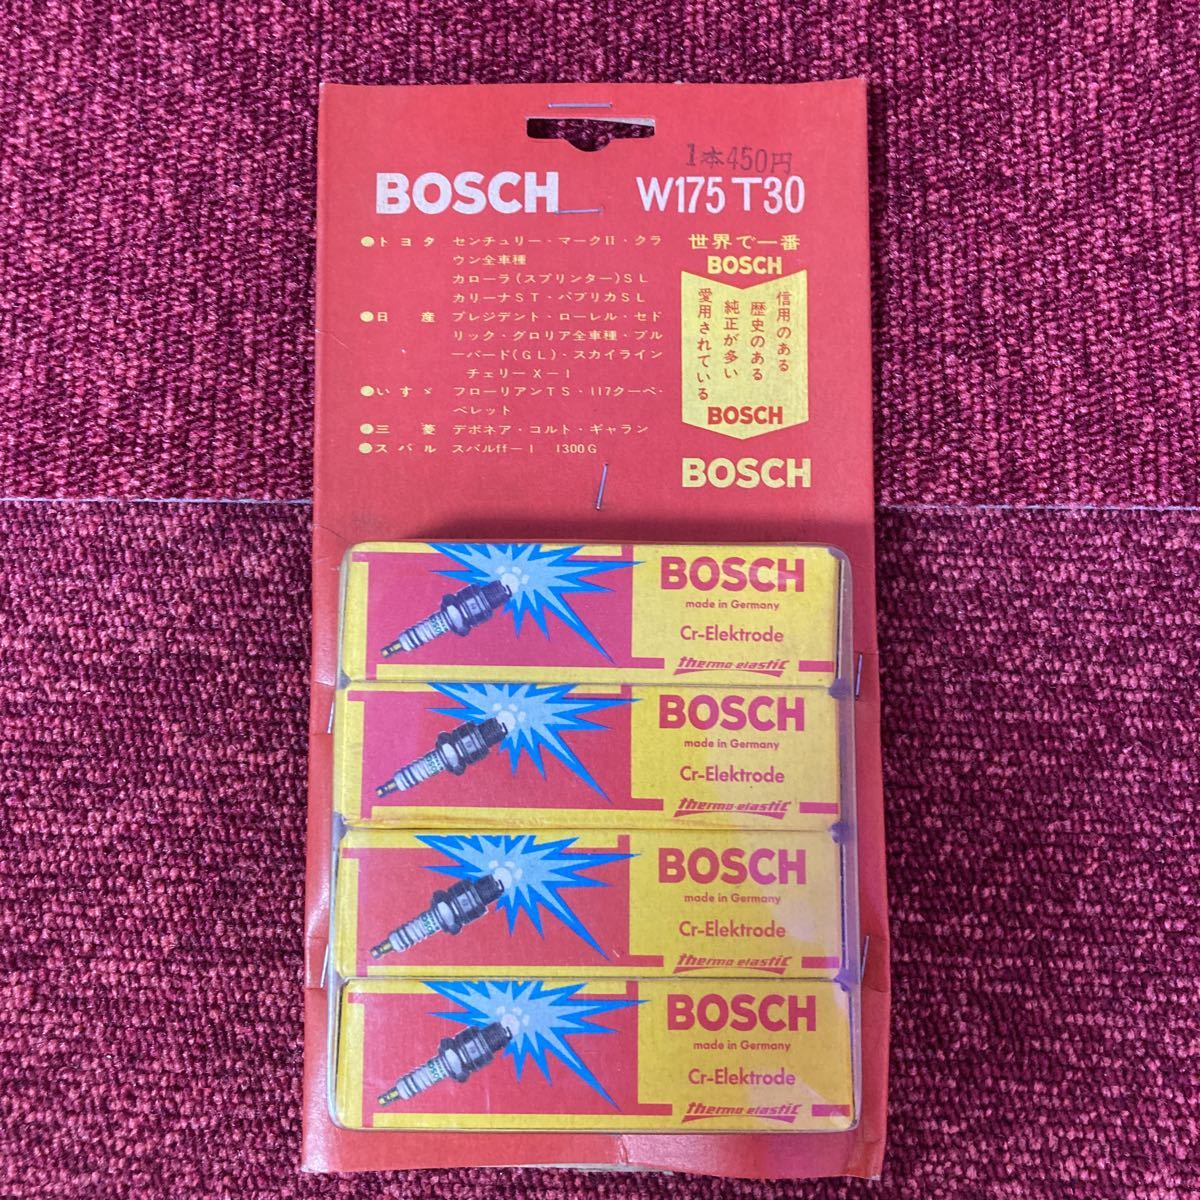 1本450円
BOSCH W175T30
●トヨタ センチュリー・マークII・クラ
ウン全車種
カローラ(スプリンター)SL
カリーナST・パブリカSL
●日産 プレジデント・ローレル・セド
リック・グロリア全車種・ブル
ーバード(GL)・スカイライン
チェリーX-1
●いすゞ フローリアンTS・117クーペ・
ベレット
●三菱 デボネア・コルト・ギャラン
●スバル スバルff-1 1300G
世界で一番
BOSCH
信用のある
歴史のある
純正が多い
愛用されている
BOSCH
BOSCH
BOSCH
made in Germany
Cr-Elektrode
thermo-elastic
BOSCH
made in Germany
Cr-Elektrode
thermo-elastic
BOSCH
made in Germany
Cr-Elektrode
thermo-elastic
BOSCH
made in Germany
Cr-Elektrode
thermo-elastic